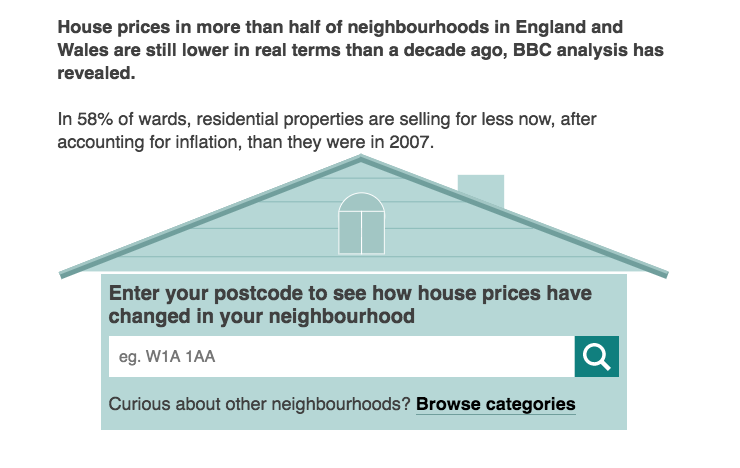 House prices in more than half of neighbourhoods in England and
Wales are still lower in real terms than a decade ago, BBC analysis has
revealed.
In 58% of wards, residential properties are selling for less now, after
accounting for inflation, than they were in 2007.
Enter your postcode to see how house prices have
changed in your neighbourhood
eg. W1A 1AA
Curious about other neighbourhoods? Browse categories